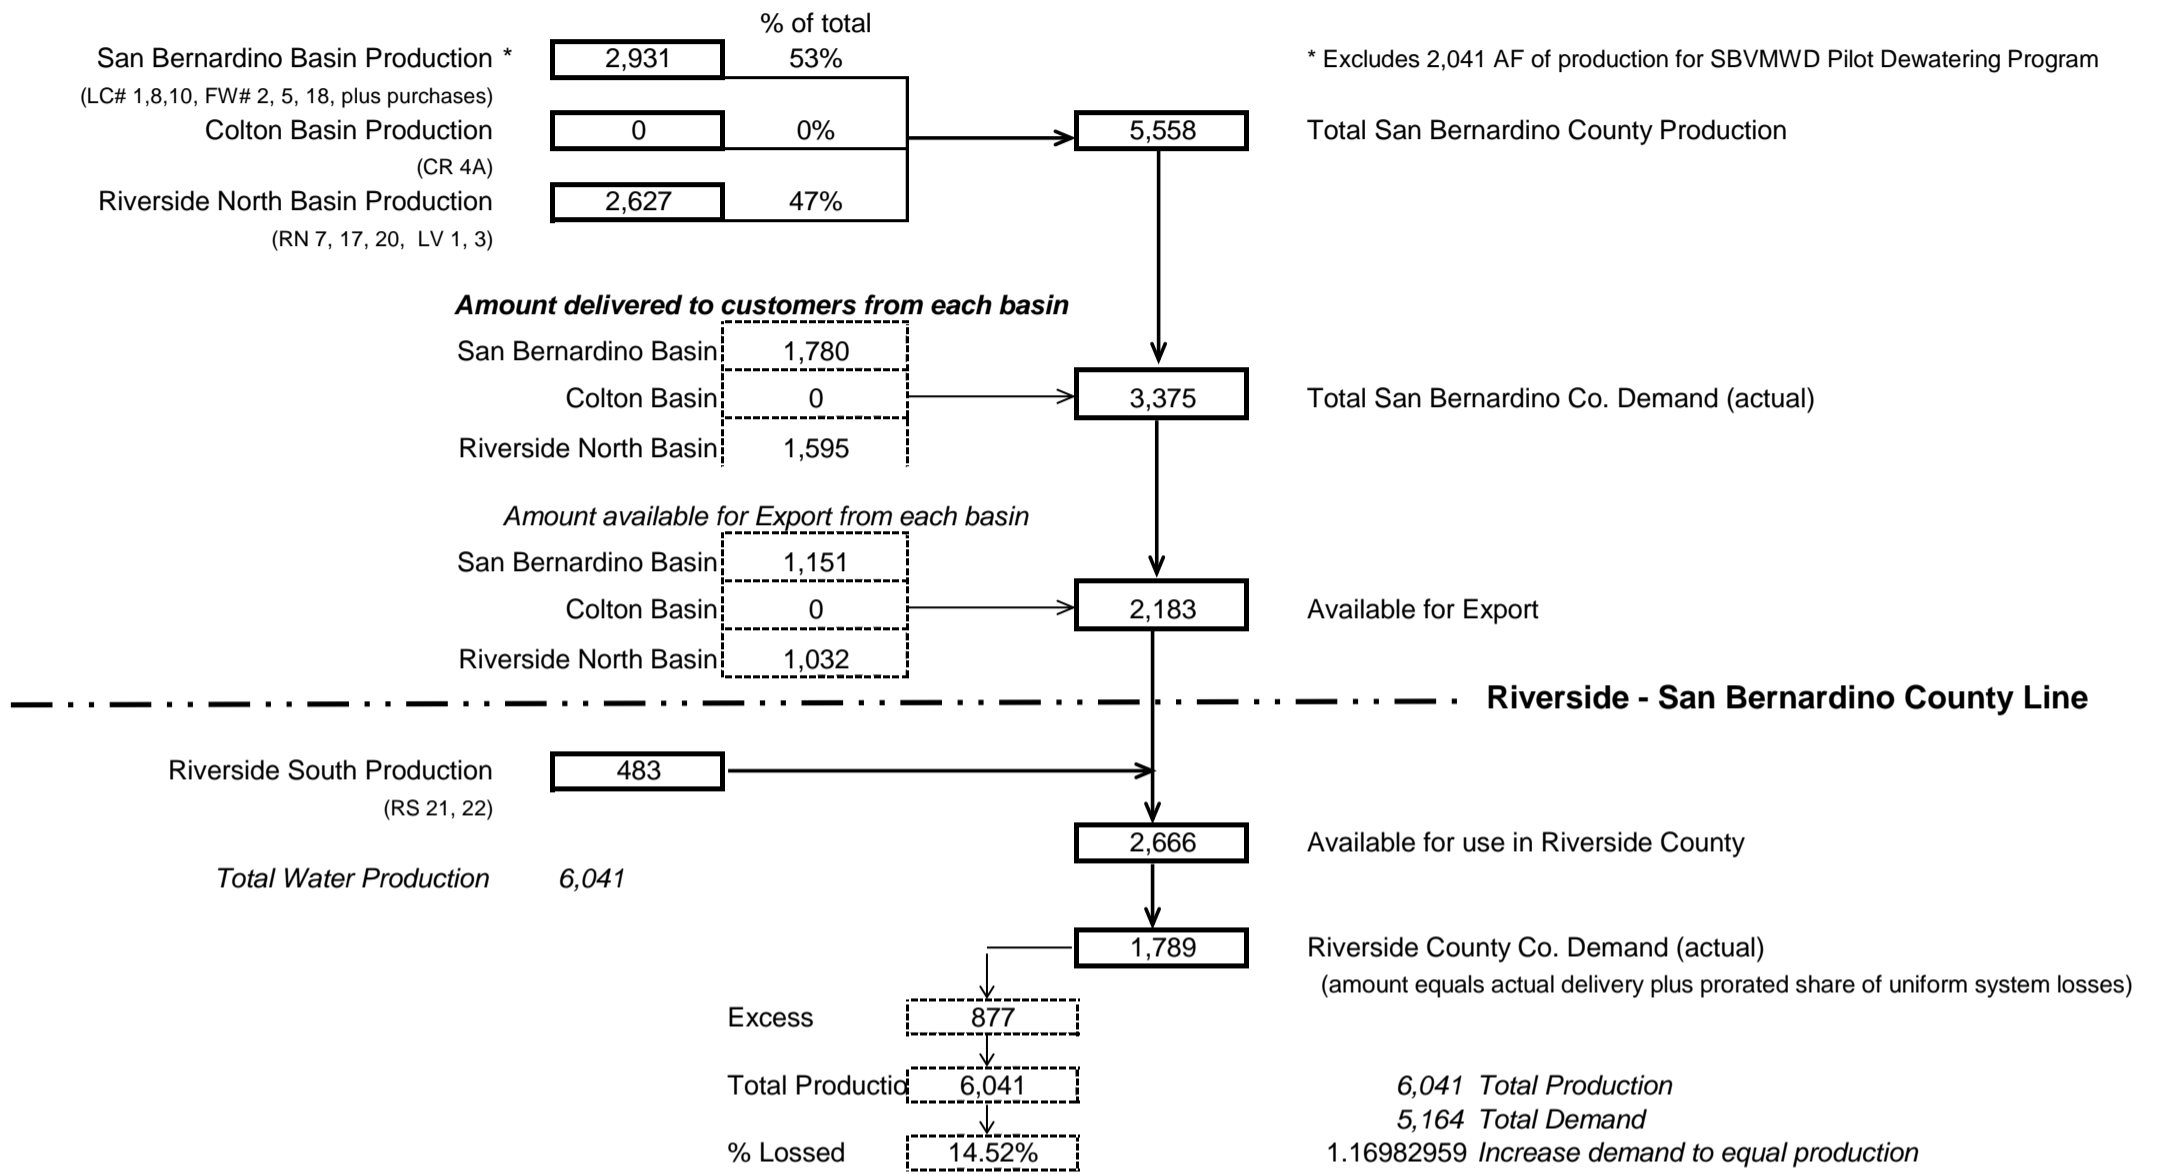 % of total
San Bernardino Basin Production * 2,931 53% * Excludes 2,041 AF of production for SBVMWD Pilot Dewatering Program
(LC# 1,8,10, FW# 2, 5, 18, plus purchases)
Colton Basin Production 0 0% 5,558 Total San Bernardino County Production
(CR 4A)
Riverside North Basin Production 2,627 47%
(RN 7, 17, 20, LV 1, 3)
Amount delivered to customers from each basin
San Bernardino Basin 1,780
Colton Basin 0 3,375 Total San Bernardino Co. Demand (actual)
Riverside North Basin 1,595
Amount available for Export from each basin
San Bernardino Basin 1,151
Colton Basin 0 2,183 Available for Export
Riverside North Basin 1,032
Riverside - San Bernardino County Line
Riverside South Production 483
(RS 21, 22)
2,666 Available for use in Riverside County
Total Water Production 6,041
1,789 Riverside County Co. Demand (actual)
(amount equals actual delivery plus prorated share of uniform system losses)
Excess 877
Total Productio 6,041 6,041 Total Production
5,164 Total Demand
% Lossed 14.52% 1.16982959 Increase demand to equal production